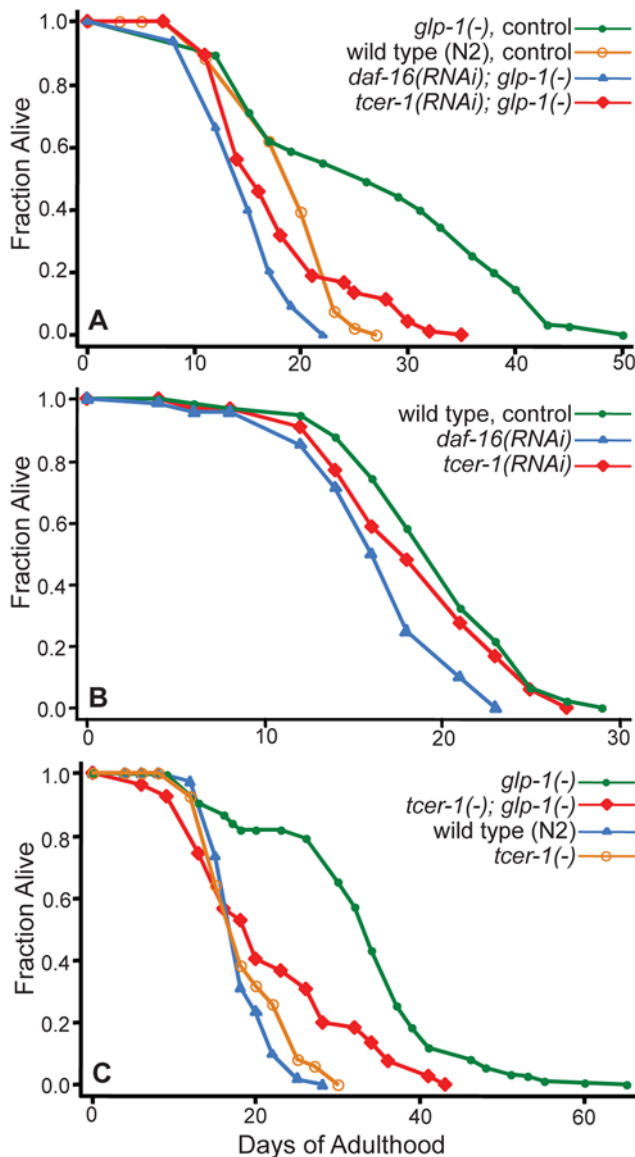 glp-1(-), control
wild type (N2), control
daf-16(RNAi); glp-1(-)
tcer-1(RNAi); glp-1(-)
Fraction Alive
1.0
0.8
0.6
0.4
0.2
0.0
A
0 10 20 30 40 50
wild type, control
daf-16(RNAi)
tcer-1(RNAi)
Fraction Alive
1.0
0.8
0.6
0.4
0.2
0.0
B
0 10 20 30
glp-1(-)
tcer-1(-); glp-1(-)
wild type (N2)
tcer-1(-)
Fraction Alive
1.0
0.8
0.6
0.4
0.2
0.0
C
0 20 40 60
Days of Adulthood